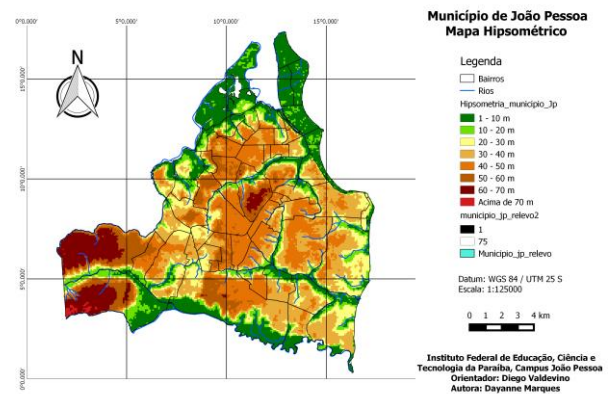 Município de João Pessoa
Mapa Hipsométrico
0°0.000'
5°0.000'
10°0.000'
15°0.000'
N
15°0.000'
10°0.000'
5°0.000'
0°0.000'
Legenda
Bairros
Rios
Hipsometria_municipio_Jp
1 - 10 m
10 - 20 m
20 - 30 m
30 - 40 m
40 - 50 m
50 - 60 m
60 - 70 m
Acima de 70 m
municipio_jp_relevo2
1
75
Municipio_jp_relevo
Datum: WGS 84 / UTM 25 S
Escala: 1:125000
0 1 2 3 4 km
Instituto Federal de Educação, Ciência e
Tecnologia da Paraíba, Campus João Pessoa
Orientador: Diego Valdevino
Autora: Dayanne Marques